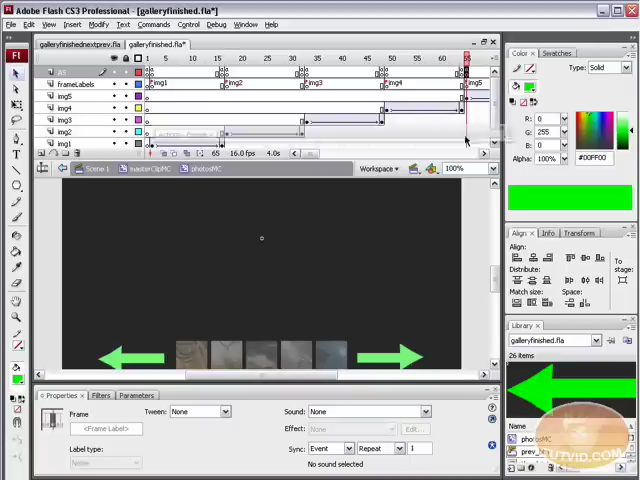 Adobe Flash CS3 Professional - [galleryfinished.fla*]
File Edit View Insert Modify Text Commands Control Debug Window Help
galleryfinishednextprev.fla galleryfinished.fla*
1 5 10 15 20 25 30 35 40 45 50 55 60
AS
frameLabels img1 img2 img3 img4 img5
img5
img4
img3
img2
img1
55 16.0 fps 4.0s
Scene 1 masterClipMC photosMC Workspace 100%
Properties Filters Parameters
Frame Tween: None Sound: None
<Frame Label> Effect: None Edit...
Label type: Sync: Event Repeat 1
Name No sound selected
Color Swatches
Type: Solid
R: 0
G: 255
B: 0
Alpha: 100% #00FF00
Align Info Transform
Align:
Distribute: To stage:
Match size: Space:
Library
galleryfinished.fla
26 items
Name
photosMC
prev_
TUTVID.COM